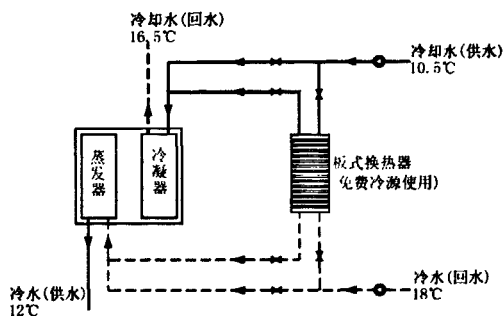 冷却水(回水)
16.5℃
冷却水(供水)
10.5℃
蒸发器
冷凝器
板式换热器
免费冷源使用)
冷水(供水)
12℃
冷水(回水)
18℃